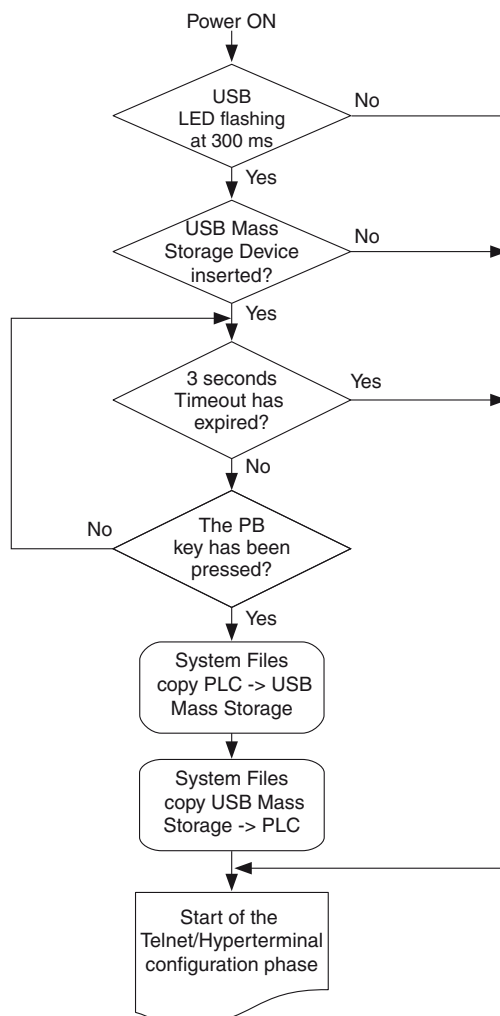 Power ON
USB
LED flashing
at 300 ms
No
Yes
USB Mass
Storage Device
inserted?
No
Yes
3 seconds
Timeout has
expired?
Yes
No
The PB
key has been
pressed?
No
Yes
System Files
copy PLC -> USB
Mass Storage
System Files
copy USB Mass
Storage -> PLC
Start of the
Telnet/Hyperterminal
configuration phase